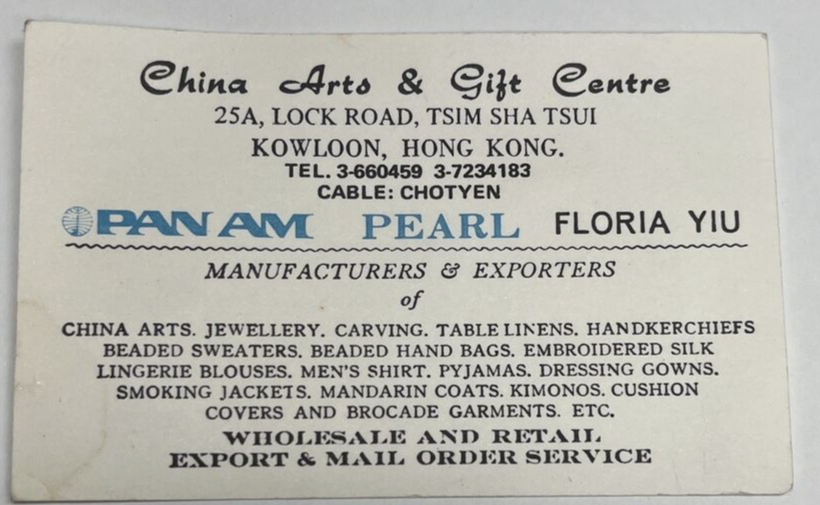 China Arts & Gift Centre
25A, LOCK ROAD, TSIM SHA TSUI
KOWLOON, HONG KONG.
TEL. 3-660459 3-7234183
CABLE: CHOTYEN
PAN AM PEARL FLORIA YIU
MANUFACTURERS & EXPORTERS
of
CHINA ARTS. JEWELLERY. CARVING. TABLE LINENS. HANDKERCHIEFS
BEADED SWEATERS. BEADED HAND BAGS. EMBROIDERED SILK
LINGERIE BLOUSES. MEN'S SHIRT. PYJAMAS. DRESSING GOWNS.
SMOKING JACKETS. MANDARIN COATS. KIMONOS. CUSHION
COVERS AND BROCADE GARMENTS. ETC.
WHOLESALE AND RETAIL
EXPORT & MAIL ORDER SERVICE